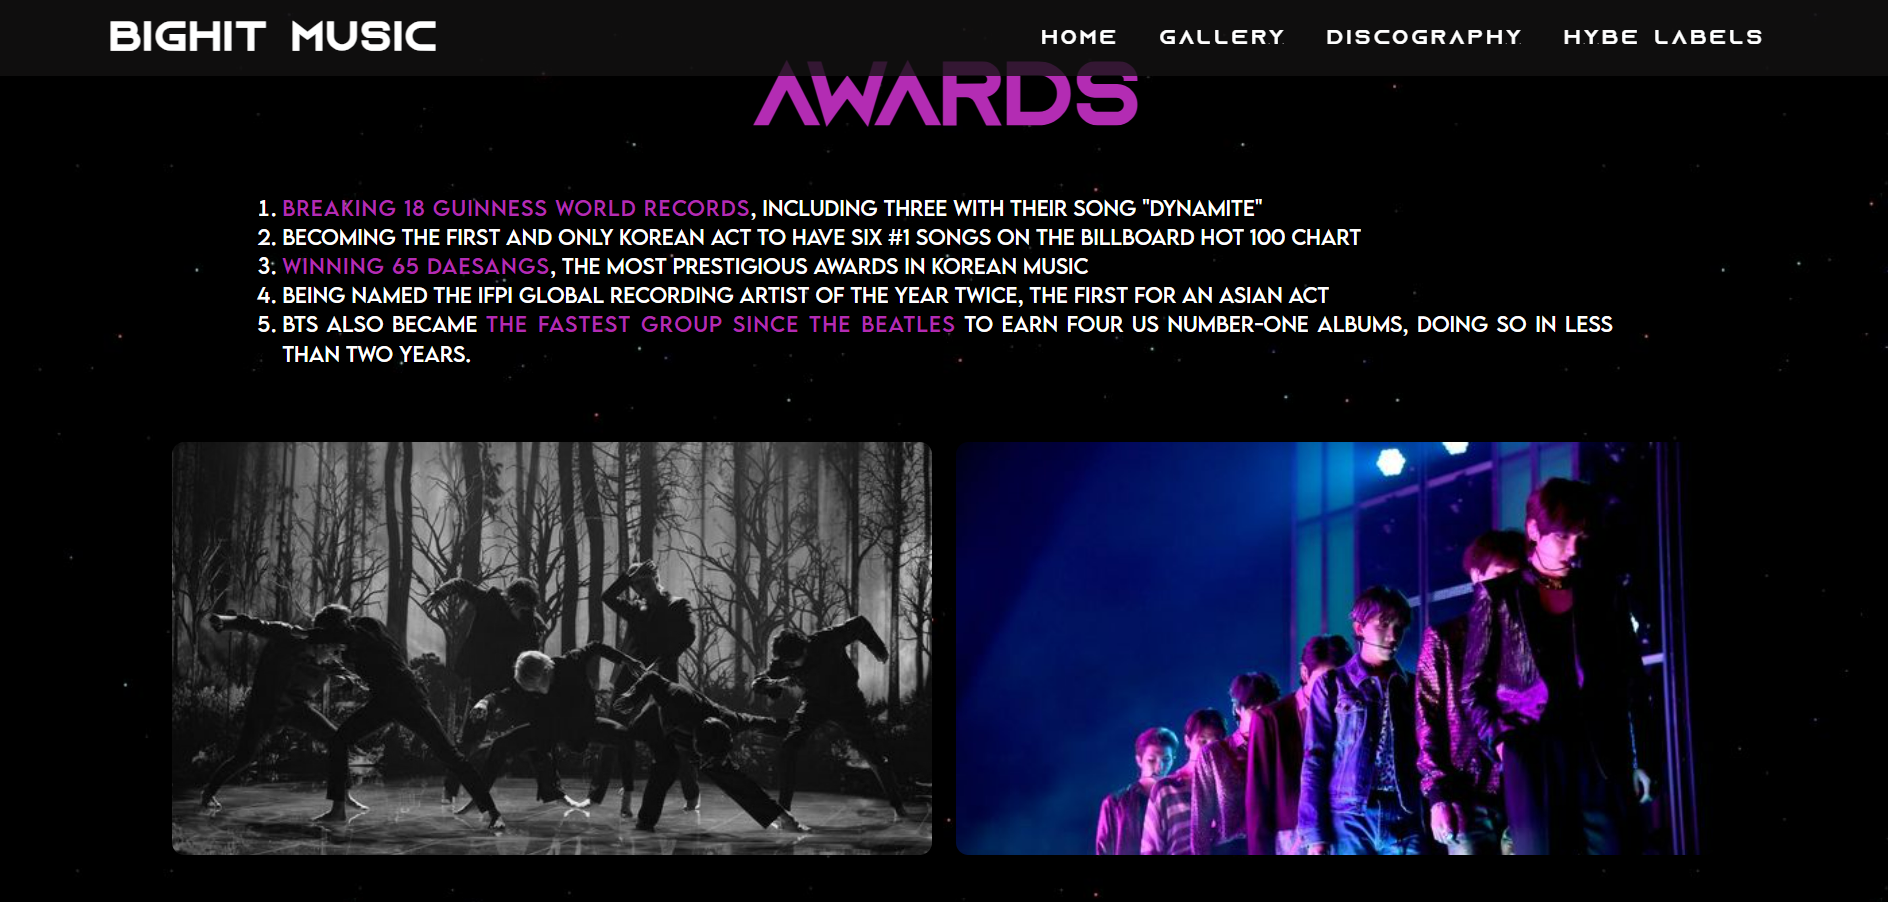 BIGHIT MUSIC
HOME GALLERY DISCOGRAPHY HYBE LABELS
AWARDS
1. BREAKING 18 GUINNESS WORLD RECORDS, INCLUDING THREE WITH THEIR SONG "DYNAMITE"
2. BECOMING THE FIRST AND ONLY KOREAN ACT TO HAVE SIX #1 SONGS ON THE BILLBOARD HOT 100 CHART
3. WINNING 65 DAESANGS, THE MOST PRESTIGIOUS AWARDS IN KOREAN MUSIC
4. BEING NAMED THE IFPI GLOBAL RECORDING ARTIST OF THE YEAR TWICE, THE FIRST FOR AN ASIAN ACT
5. BTS ALSO BECAME THE FASTEST GROUP SINCE THE BEATLES TO EARN FOUR US NUMBER-ONE ALBUMS, DOING SO IN LESS
THAN TWO YEARS.